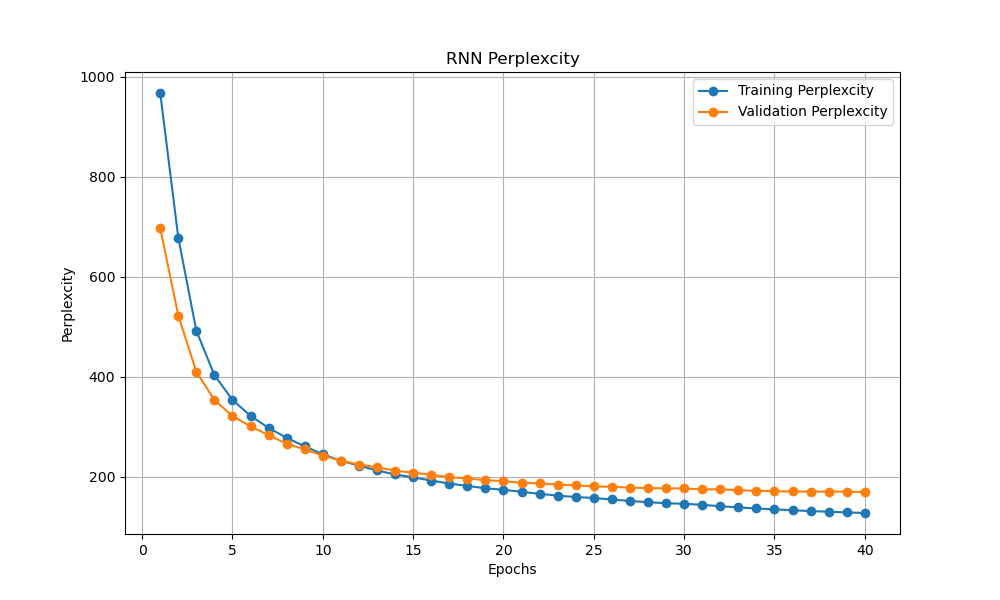 RNN Perplexcity
Training Perplexcity
Validation Perplexcity
Perplexcity
1000
800
600
400
200
0 5 10 15 20 25 30 35 40
Epochs